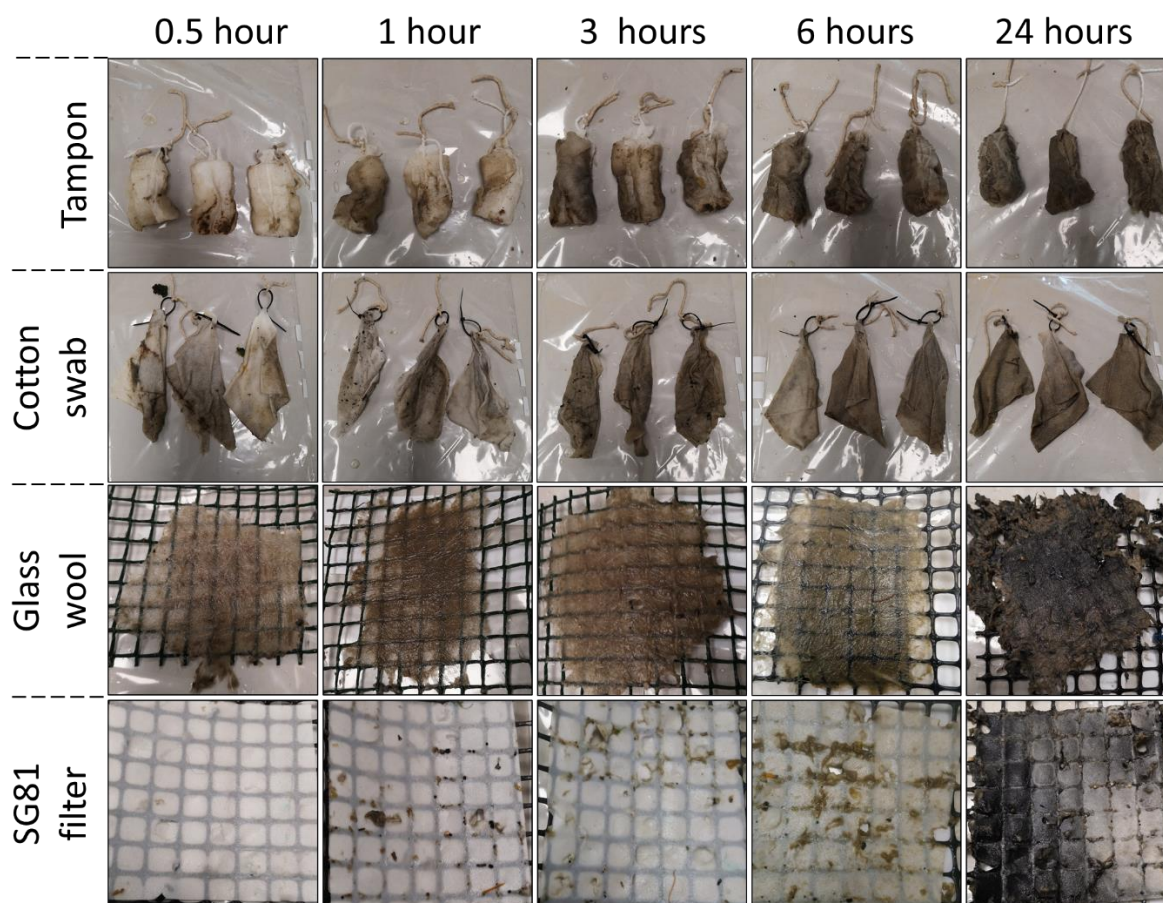 0.5 hour
1 hour
3 hours
6 hours
24 hours
Tampon
Cotton
swab
Glass
wool
SG81
filter